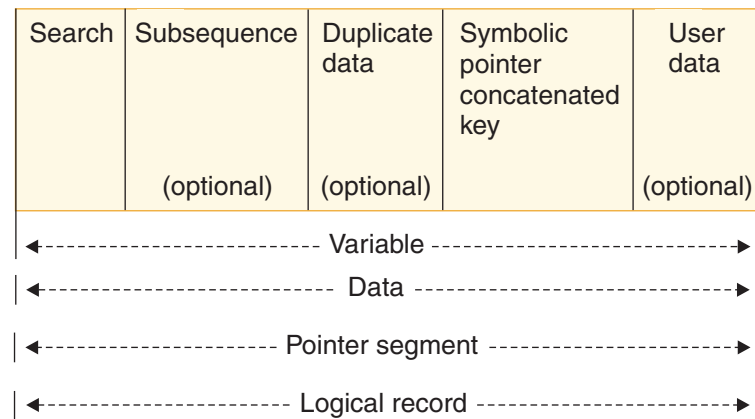 Search
Subsequence
(optional)
Duplicate
data
(optional)
Symbolic
pointer
concatenated
key
User
data
(optional)
Variable
Data
Pointer segment
Logical record